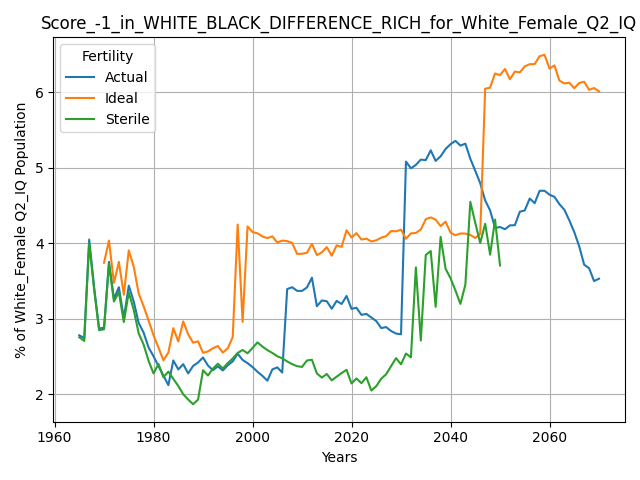 Score_-1_in_WHITE_BLACK_DIFFERENCE_RICH_for_White_Female_Q2_IQ
Fertility
Actual
Ideal
Sterile
% of White_Female Q2_IQ Population
6
5
4
3
2
1960
1980
2000
2020
2040
2060
Years